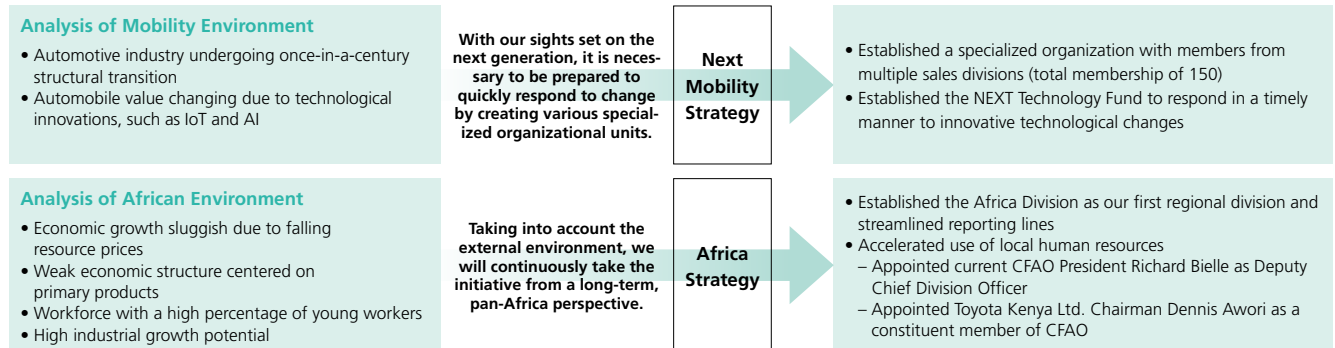 Analysis of Mobility Environment
• Automotive industry undergoing once-in-a-century
structural transition
• Automobile value changing due to technological
innovations, such as IoT and AI
With our sights set on the
next generation, it is neces-
sary to be prepared to
quickly respond to change
by creating various special-
ized organizational units.
Next
Mobility
Strategy
• Established a specialized organization with members from
multiple sales divisions (total membership of 150)
• Established the NEXT Technology Fund to respond in a timely
manner to innovative technological changes
Analysis of African Environment
• Economic growth sluggish due to falling
resource prices
• Weak economic structure centered on
primary products
• Workforce with a high percentage of young workers
• High industrial growth potential
Taking into account the
external environment, we
will continuously take the
initiative from a long-term,
pan-Africa perspective.
Africa
Strategy
• Established the Africa Division as our first regional division and
streamlined reporting lines
• Accelerated use of local human resources
– Appointed current CFAO President Richard Bielle as Deputy
Chief Division Officer
– Appointed Toyota Kenya Ltd. Chairman Dennis Awori as a
constituent member of CFAO